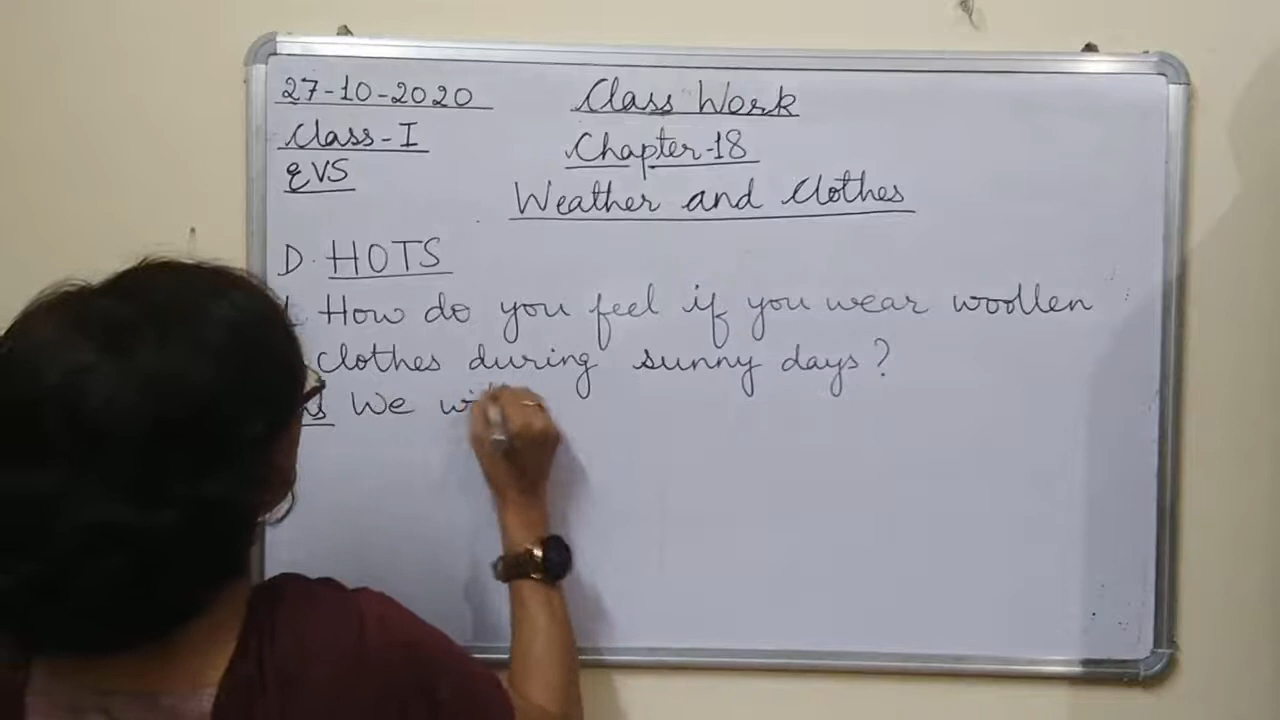 27-10-2020
Class Work
Class-I
Chapter-18
EVS
Weather and Clothes
D. HOTS
How do you feel if you wear woollen
clothes during sunny days?
We